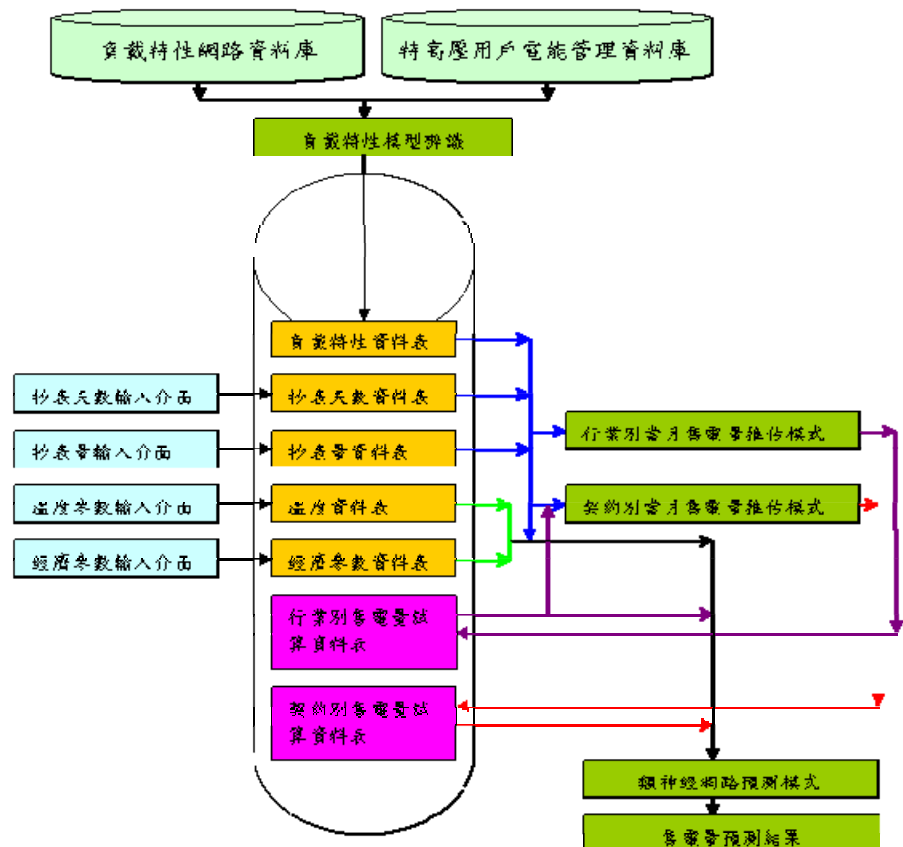 負載特性網路資料庫
特高壓用戶電能管理資料庫
負載特性模型辨識
負載特性資料表
抄表天數輸入介面
抄表天數資料表
抄表量輸入介面
抄表量資料表
溫度參數輸入介面
溫度資料表
經濟參數輸入介面
經濟參數資料表
行業別當月售電量推估模式
契約別當月售電量推估模式
行業別售電量試
算資料表
契約別售電量試
算資料表
類神經網路預測模式
售電量預測結果